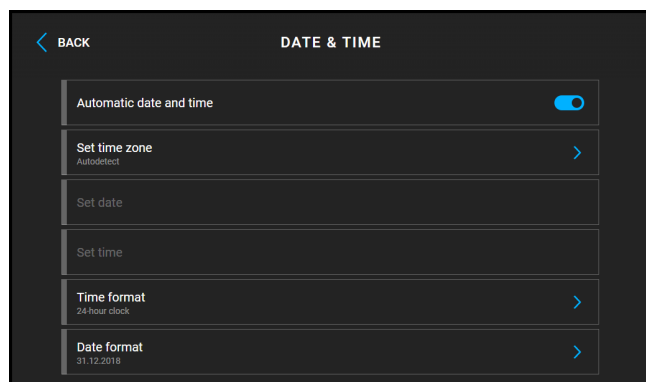 BACK
DATE & TIME
Automatic date and time
Set time zone
Autodetect
Set date
Set time
Time format
24-hour clock
Date format
31.12.2018